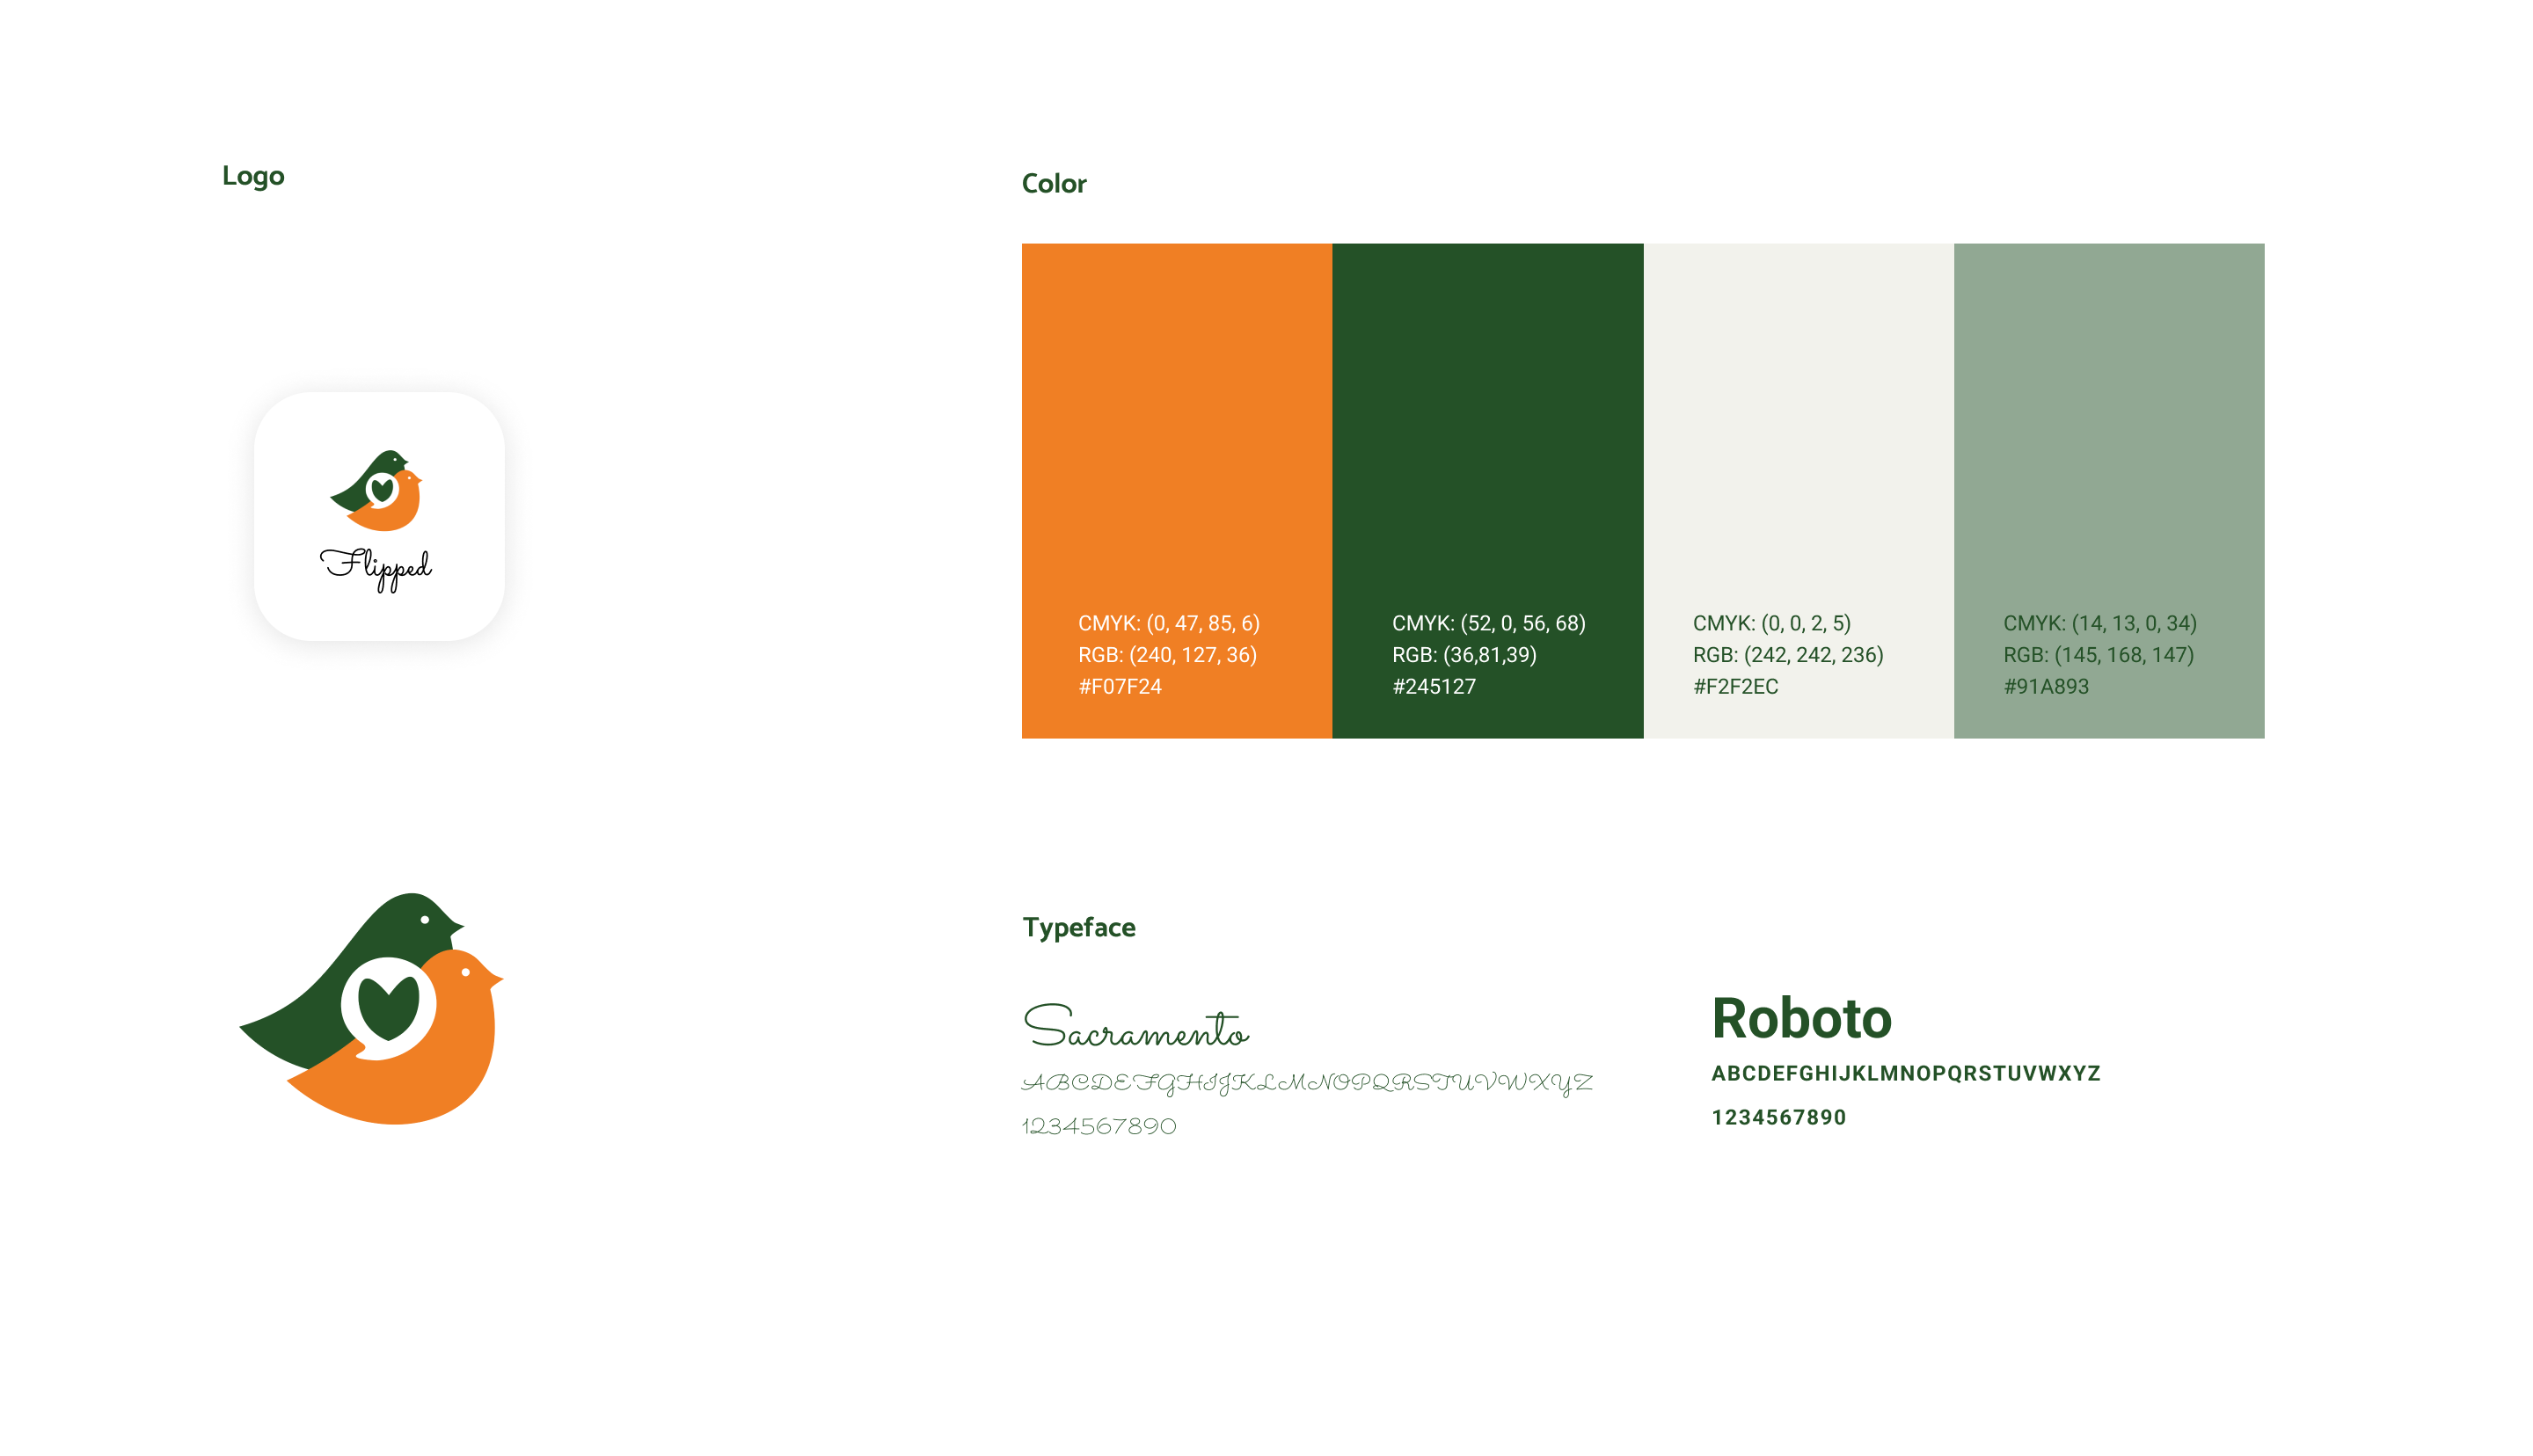 Logo
Flipped
Color
CMYK: (0, 47, 85, 6)
RGB: (240, 127, 36)
#F07F24
CMYK: (52, 0, 56, 68)
RGB: (36,81,39)
#245127
CMYK: (0, 0, 2, 5)
RGB: (242, 242, 236)
#F2F2EC
CMYK: (14, 13, 0, 34)
RGB: (145, 168, 147)
#91A893
Typeface
Sacramento
ABCDEFGHIJKLMNOPQRSTUVWXYZ
1234567890
Roboto
ABCDEFGHIJKLMNOPQRSTUVWXYZ
1234567890